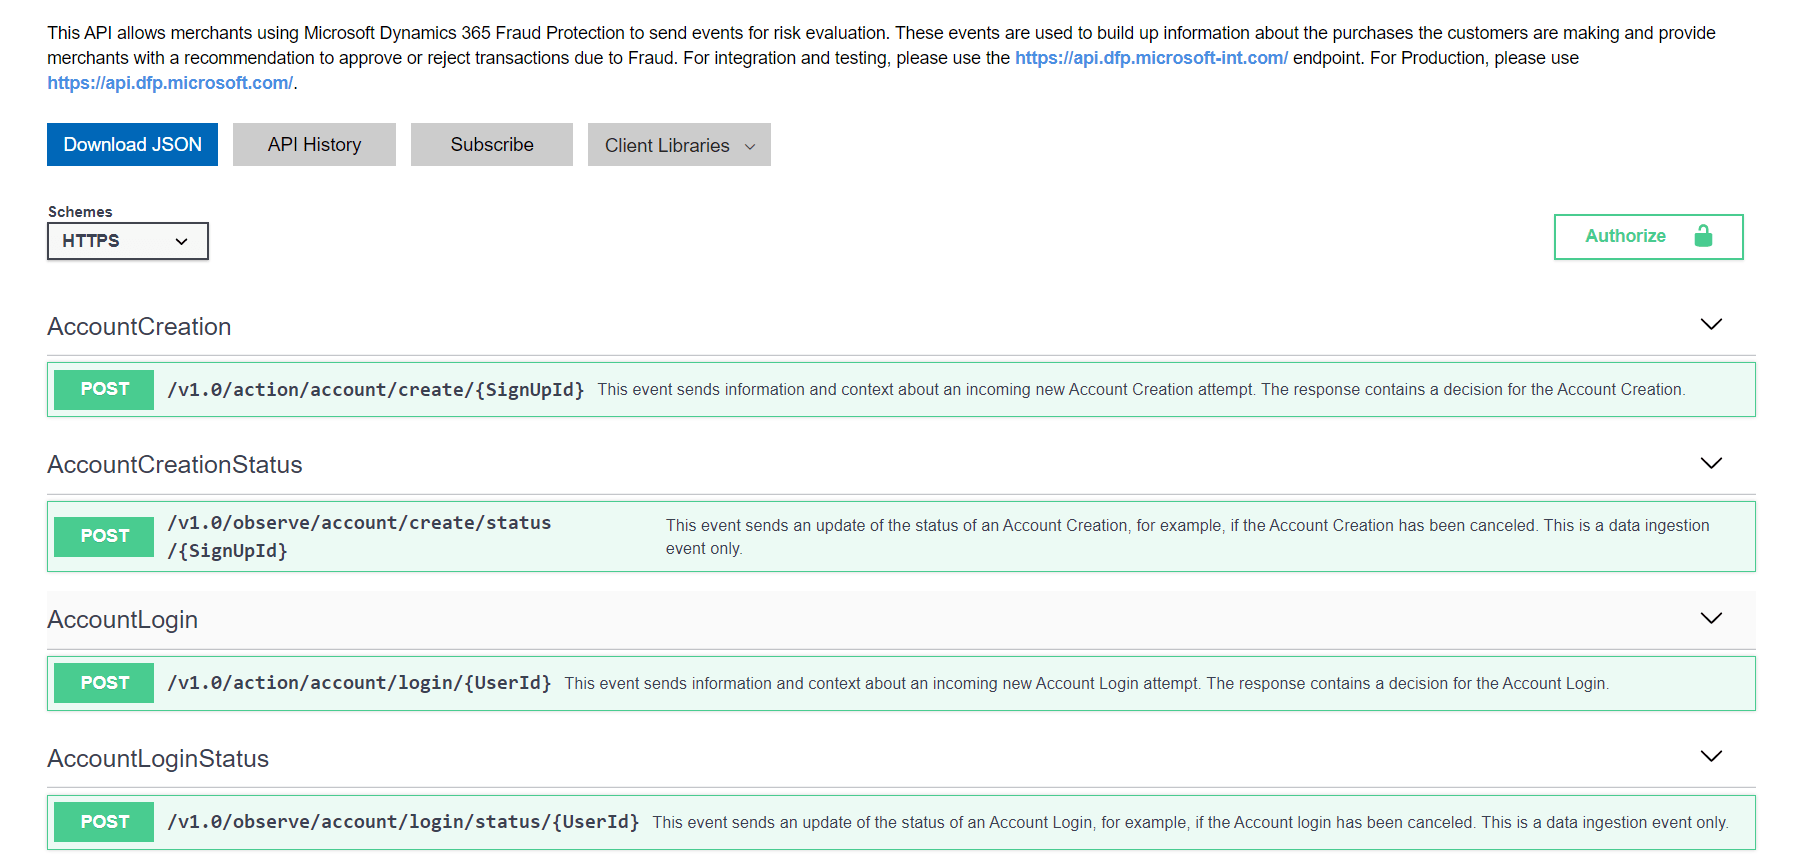 This API allows merchants using Microsoft Dynamics 365 Fraud Protection to send events for risk evaluation. These events are used to build up information about the purchases the customers are making and provide
merchants with a recommendation to approve or reject transactions due to Fraud. For integration and testing, please use the https://api.dfp.microsoft-int.com/ endpoint. For Production, please use
https://api.dfp.microsoft.com/.
Download JSON API History Subscribe Client Libraries
Schemes
HTTPS
Authorize
AccountCreation
POST /v1.0/action/account/create/{SignUpId} This event sends information and context about an incoming new Account Creation attempt. The response contains a decision for the Account Creation.
AccountCreationStatus
POST
/v1.0/observe/account/create/status
/{SignUpId}
This event sends an update of the status of an Account Creation, for example, if the Account Creation has been canceled. This is a data ingestion
event only.
AccountLogin
POST /v1.0/action/account/login/{UserId} This event sends information and context about an incoming new Account Login attempt. The response contains a decision for the Account Login.
AccountLoginStatus
POST /v1.0/observe/account/login/status/{UserId} This event sends an update of the status of an Account Login, for example, if the Account login has been canceled. This is a data ingestion event only.